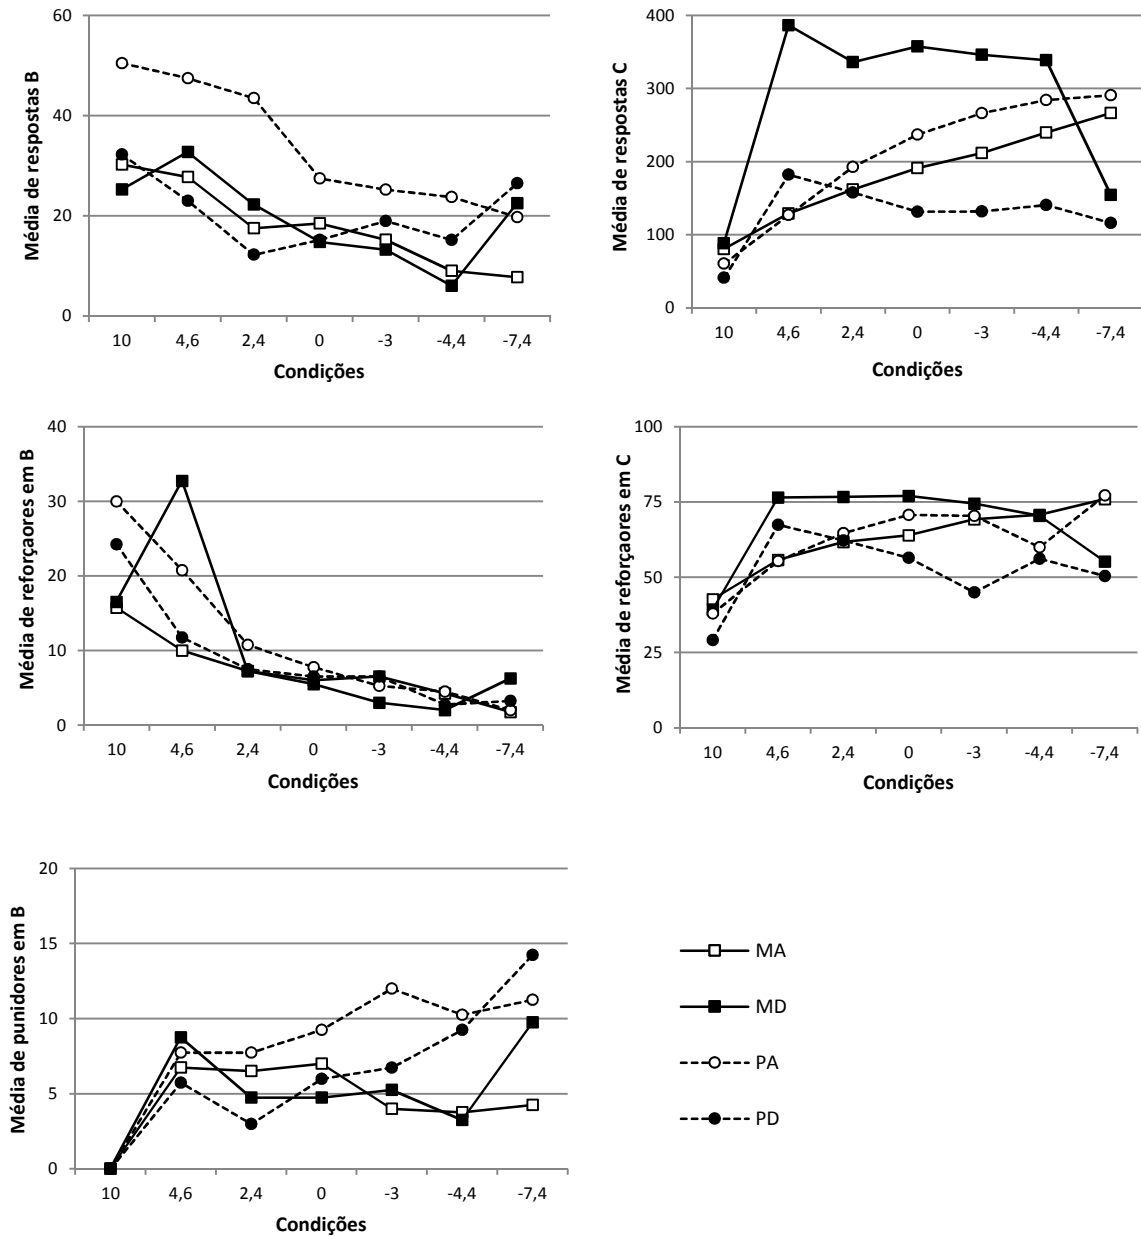 Média de respostas B
60
40
20
0
10 4,6 2,4 0 -3 -4,4 -7,4
Condições
Média de respostas C
400
300
200
100
0
10 4,6 2,4 0 -3 -4,4 -7,4
Condições
Média de reforçaores em B
40
30
20
10
0
10 4,6 2,4 0 -3 -4,4 -7,4
Condições
Média de reforçaores em C
100
75
50
25
0
10 4,6 2,4 0 -3 -4,4 -7,4
Condições
Média de punidores em B
20
15
10
5
0
10 4,6 2,4 0 -3 -4,4 -7,4
Condições
MA
MD
PA
PD